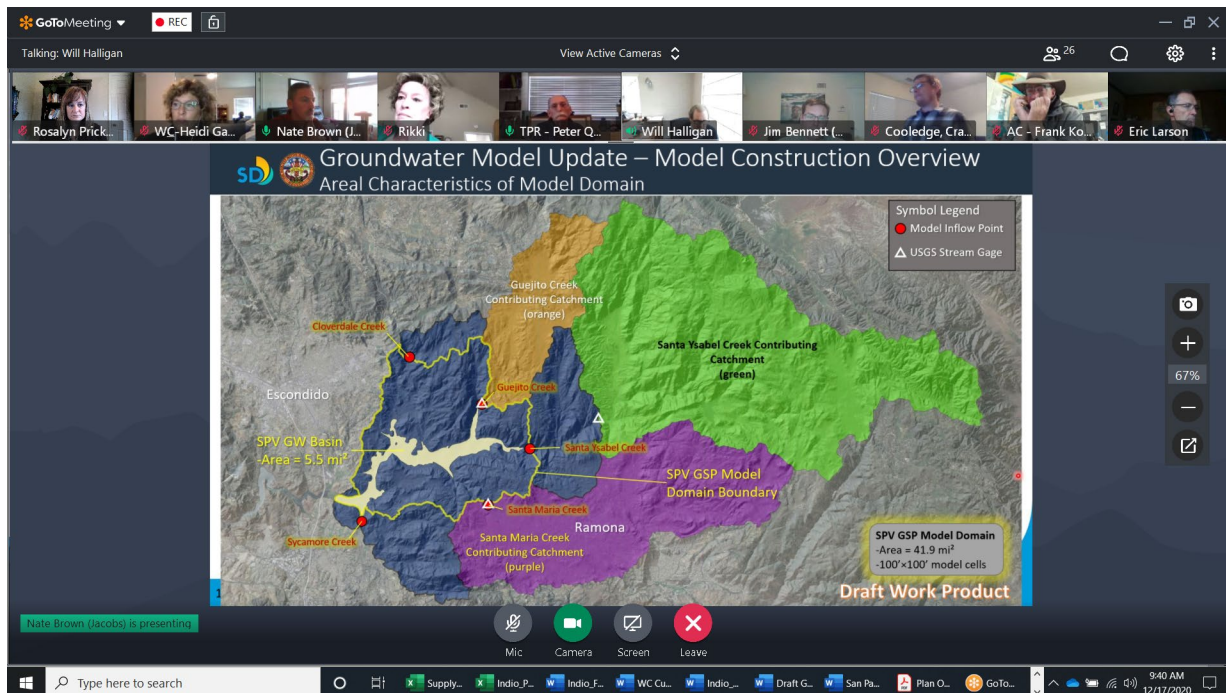 GoToMeeting
REC
Talking: Will Halligan
View Active Cameras
26
Rosalyn Prick...
WC-Heidi Ga...
Nate Brown (J...
Rikki
TPR - Peter Q...
Will Halligan
Jim Bennett (...
Cooledge, Cra...
AC - Frank Ko...
Eric Larson
SD
Groundwater Model Update – Model Construction Overview
Areal Characteristics of Model Domain
Symbol Legend
Model Inflow Point
USGS Stream Gage
Guejito Creek
Contributing Catchment
(orange)
Cloverdale Creek
Santa Ysabel Creek Contributing
Catchment
(green)
Escondido
Guejito Creek
SPV GW Basin
-Area = 5.5 mi²
Santa Ysabel Creek
SPV GSP Model
Domain Boundary
Santa Maria Creek
Ramona
Sycamore Creek
Santa Maria Creek
Contributing Catchment
(purple)
SPV GSP Model Domain
-Area = 41.9 mi²
-100'×100' model cells
Draft Work Product
1
67%
Nate Brown (Jacobs) is presenting
Mic
Camera
Screen
Leave
Type here to search
Supply...
Indio_P...
Indio_F...
WC Cu...
Indio_...
Draft G...
San Pa...
Plan O...
GoTo...
9:40 AM
12/17/2020